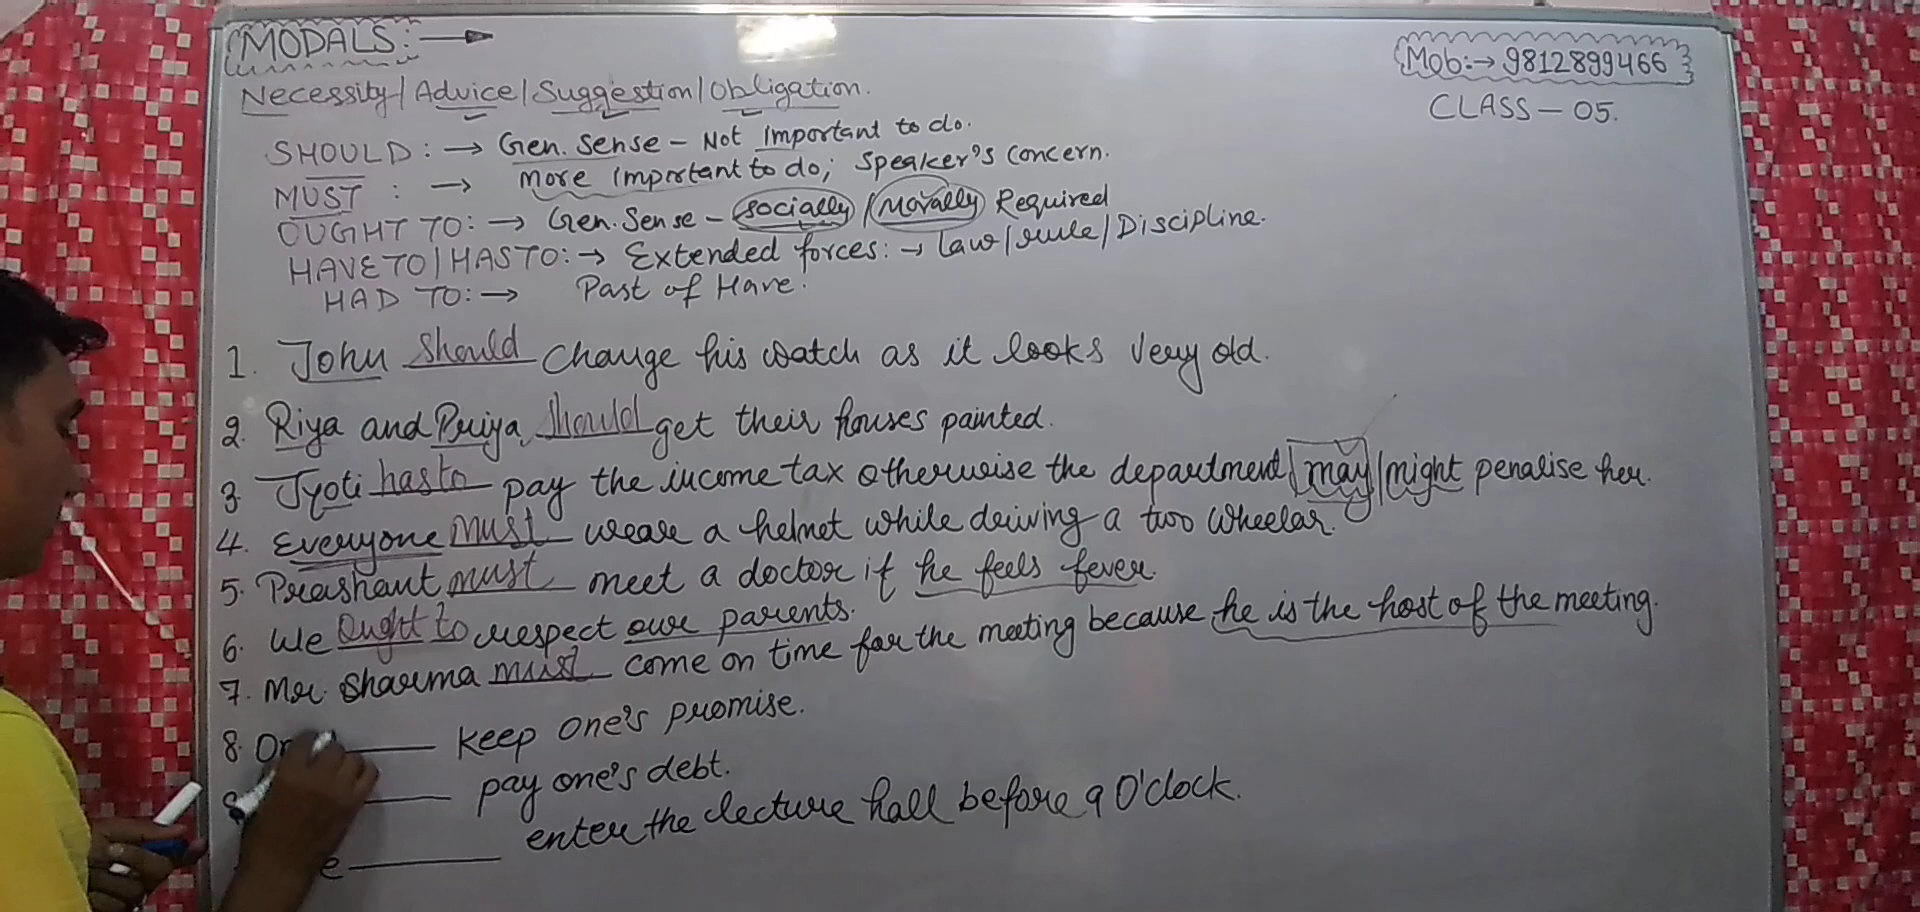 MODALS:→
Mob:→9812899466
CLASS-05.
Necessity/Advice/Suggestion/Obligation.
SHOULD:→ Gen. Sense - Not Important to do.
MUST : → More Important to do; Speaker's Concern.
OUGHT TO:→ Gen. Sense - Socially/Morally Required
HAVE TO/HAS TO:→ Extended forces:→ Law/rule/Discipline.
HAD TO:→ Past of Have.
1. John should change his watch as it looks very old.
2. Riya and Priya should get their houses painted.
3 Jyoti has to pay the income tax otherwise the department may/might penalise her.
4. Everyone must wear a helmet while driving a two wheelar.
5. Prashant must meet a doctor if he feels fever.
6. We Ought to respect our parents.
7. Mr. Sharma must come on time for the meeting because he is the host of the meeting.
8. ____ keep one's promise.
____ pay one's debt.
____ enter the lecture hall before 9 O'clock.